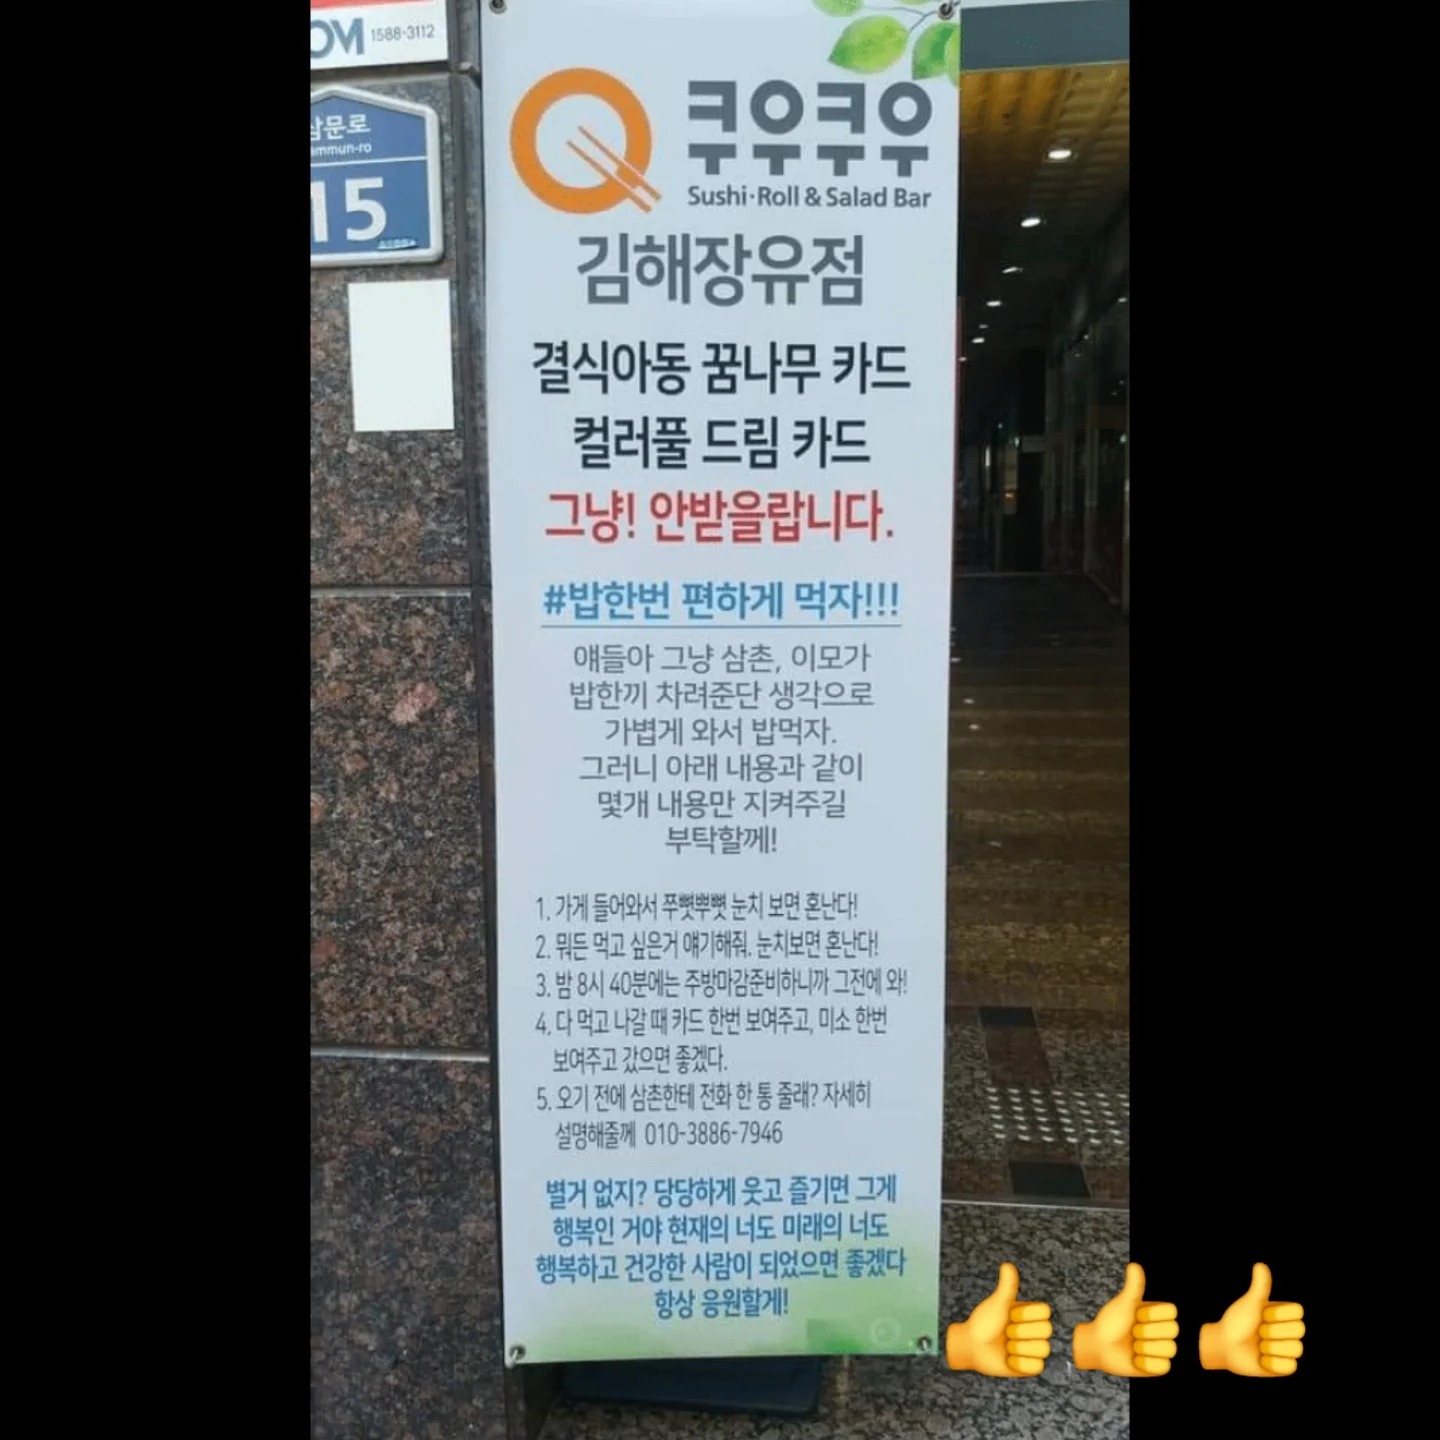 OM 1588-3112
삼문로
ammun-ro
15
쿠우쿠우
Sushi·Roll & Salad Bar
김해장유점
결식아동 꿈나무 카드
컬러풀 드림 카드
그냥! 안받을랍니다.
#밥한번 편하게 먹자!!!
얘들아 그냥 삼촌, 이모가
밥한끼 차려준단 생각으로
가볍게 와서 밥먹자.
그러니 아래 내용과 같이
몇개 내용만 지켜주길
부탁할께!
1. 가게 들어와서 쭈뼛쭈뼛 눈치 보면 혼난다!
2. 뭐든 먹고 싶은거 얘기해줘. 눈치보면 혼난다!
3. 밤 8시 40분에는 주방마감준비하니까 그전에 와!
4. 다 먹고 나갈 때 카드 한번 보여주고, 미소 한번
보여주고 갔으면 좋겠다.
5. 오기 전에 삼촌한테 전화 한 통 줄래? 자세히
설명해줄께 010-3886-7946
별거 없지? 당당하게 웃고 즐기면 그게
행복인 거야 현재의 너도 미래의 너도
행복하고 건강한 사람이 되었으면 좋겠다
항상 응원할게!